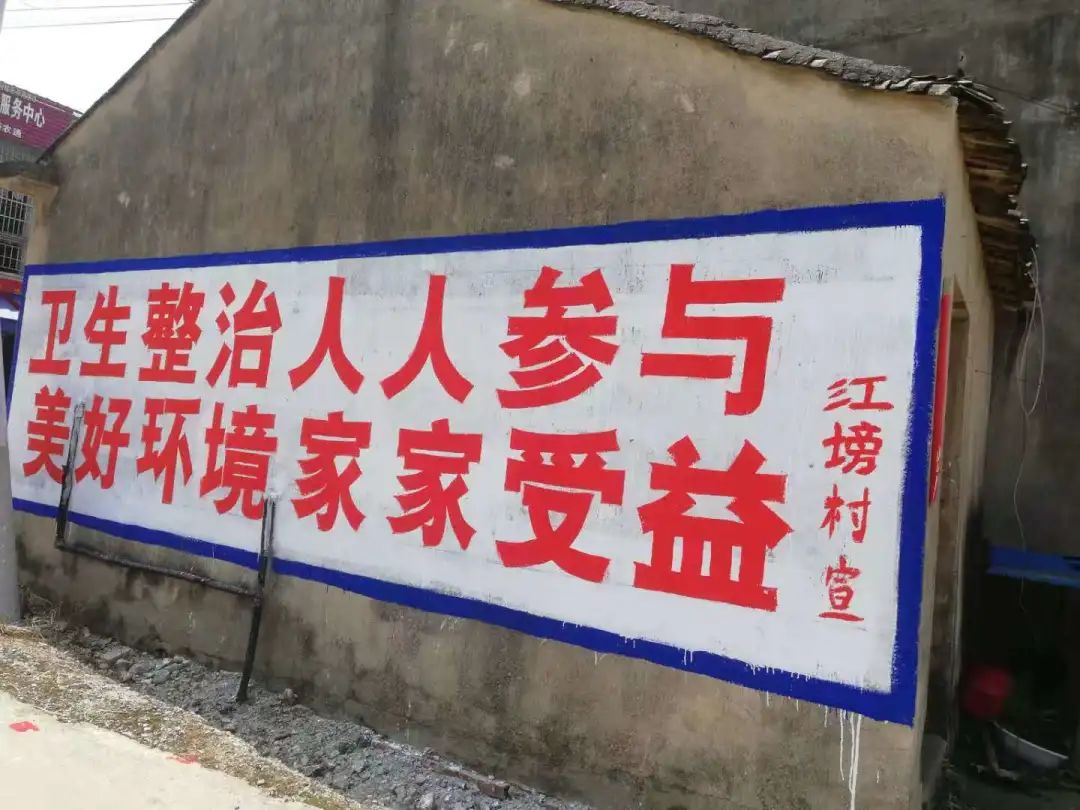 服务中心
卫生整治人人参与
美好环境家家受益
江塝村宣